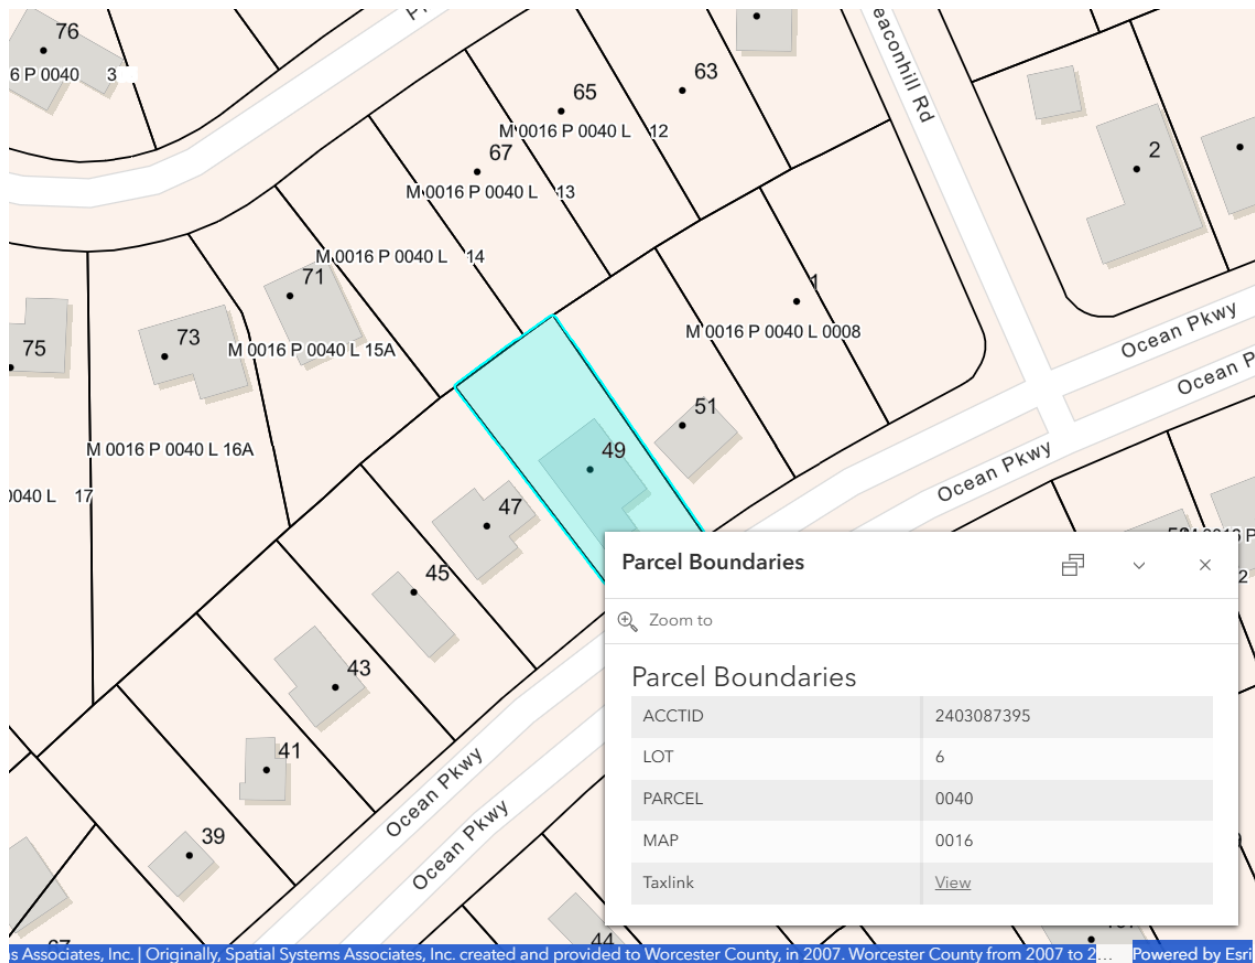 76
6 P 0040 3
65
63
M 0016 P 0040 L 12
67
M 0016 P 0040 L 13
eaconhill Rd
2
71
M 0016 P 0040 L 14
73
75
M 0016 P 0040 L 15A
1
M 0016 P 0040 L 0008
Ocean Pkwy
Ocean P
51
49
M 0016 P 0040 L 16A
0040 L 17
47
Ocean Pkwy
45
43
41
39
Ocean Pkwy
Ocean Pkwy
44
2
Parcel Boundaries
Zoom to
Parcel Boundaries
ACCTID 2403087395
LOT 6
PARCEL 0040
MAP 0016
Taxlink View
s Associates, Inc. | Originally, Spatial Systems Associates, Inc. created and provided to Worcester County, in 2007. Worcester County from 2007 to 2... Powered by Esri